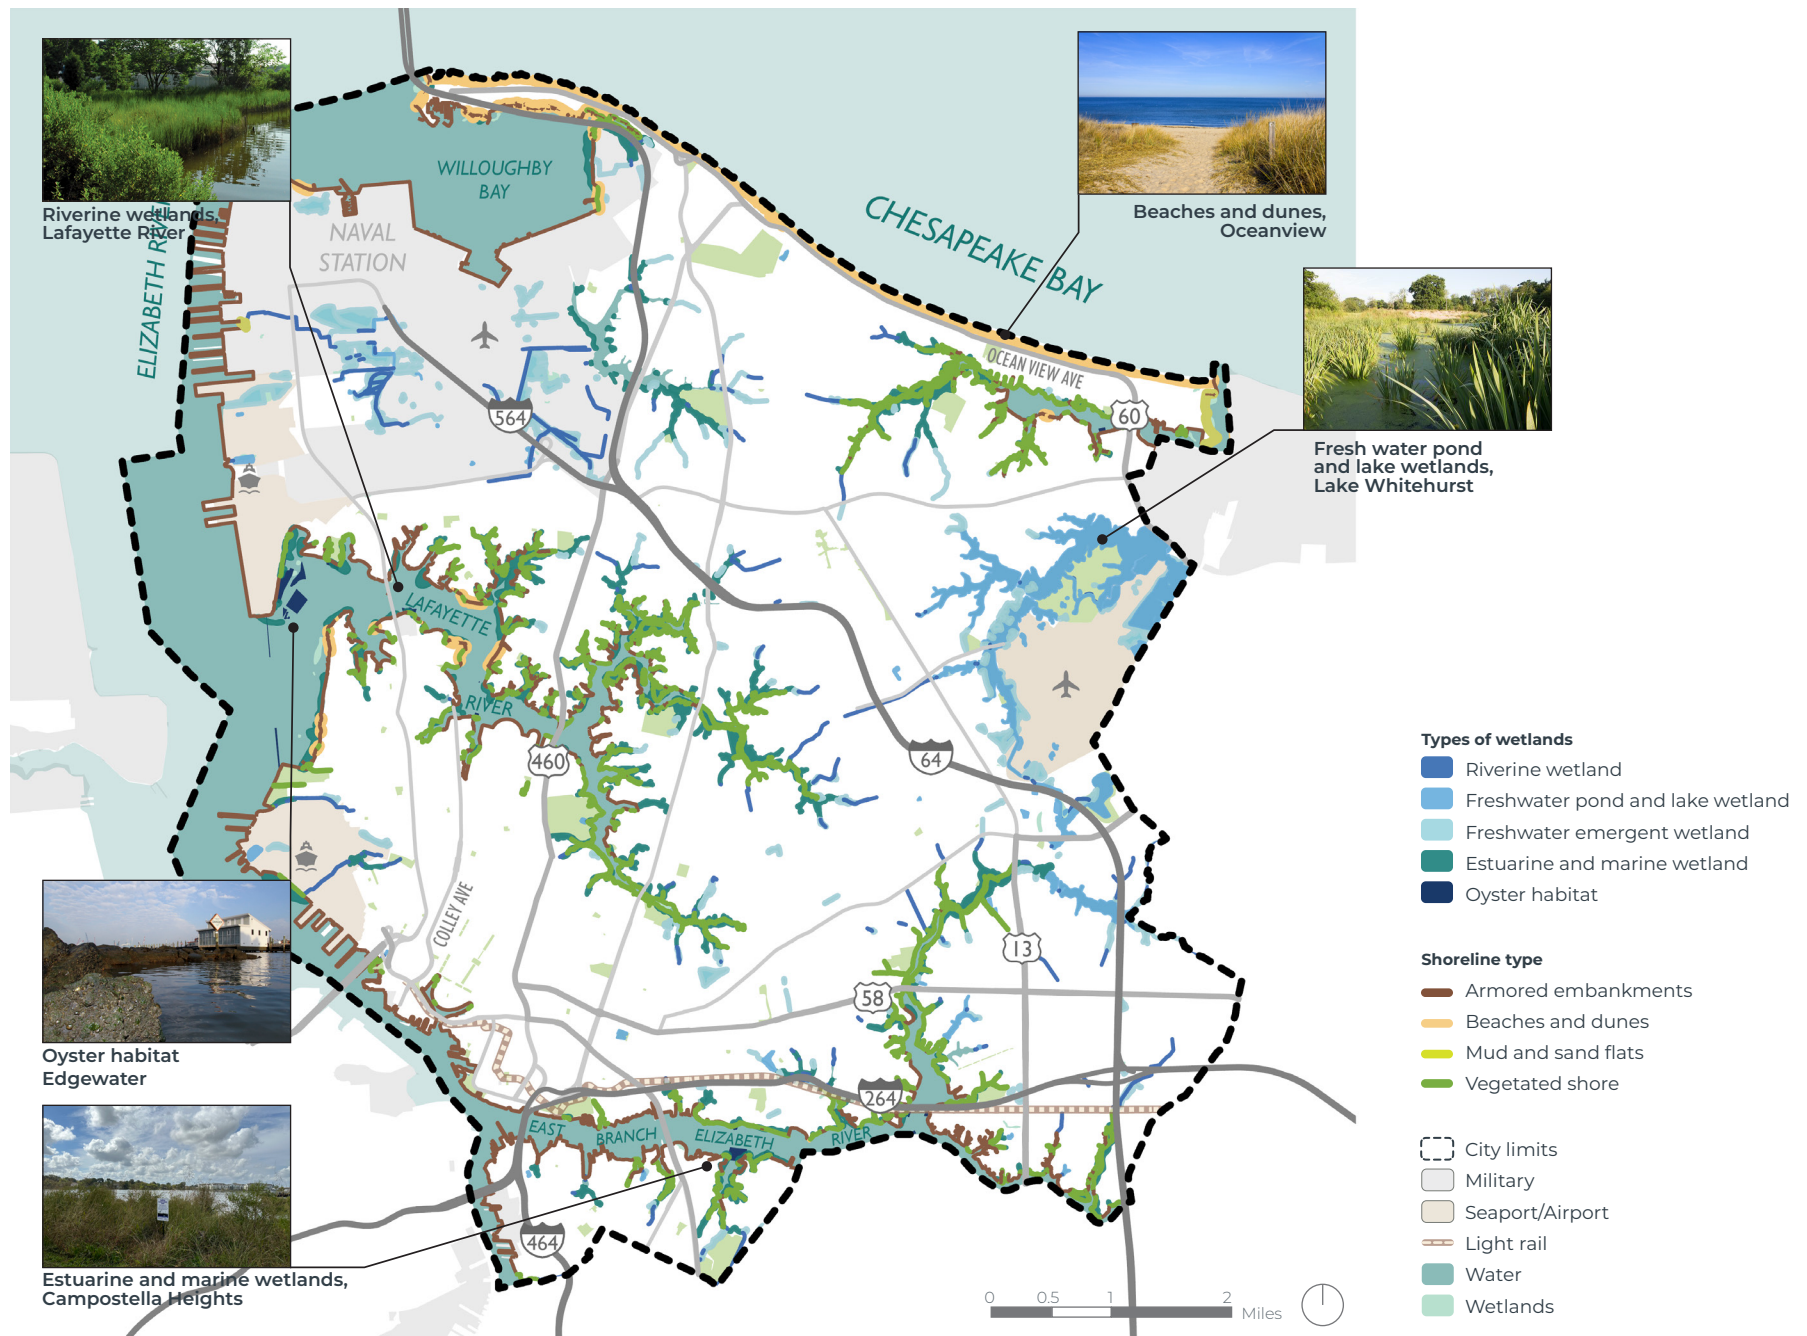 Riverine wetlands,
Lafayette River
ELIZABETH RIVER
WILLOUGHBY
BAY
NAVAL
STATION
CHESAPEAKE BAY
Beaches and dunes,
Oceanview
OCEAN VIEW AVE
60
564
Fresh water pond
and lake wetlands,
Lake Whitehurst
LAFAYETTE
RIVER
460
64
COLLEY AVE
13
58
264
Oyster habitat
Edgewater
EAST
BRANCH
ELIZABETH
RIVER
464
Estuarine and marine wetlands,
Campostella Heights
0 0.5 1 2
Miles
Types of wetlands
Riverine wetland
Freshwater pond and lake wetland
Freshwater emergent wetland
Estuarine and marine wetland
Oyster habitat
Shoreline type
Armored embankments
Beaches and dunes
Mud and sand flats
Vegetated shore
City limits
Military
Seaport/Airport
Light rail
Water
Wetlands